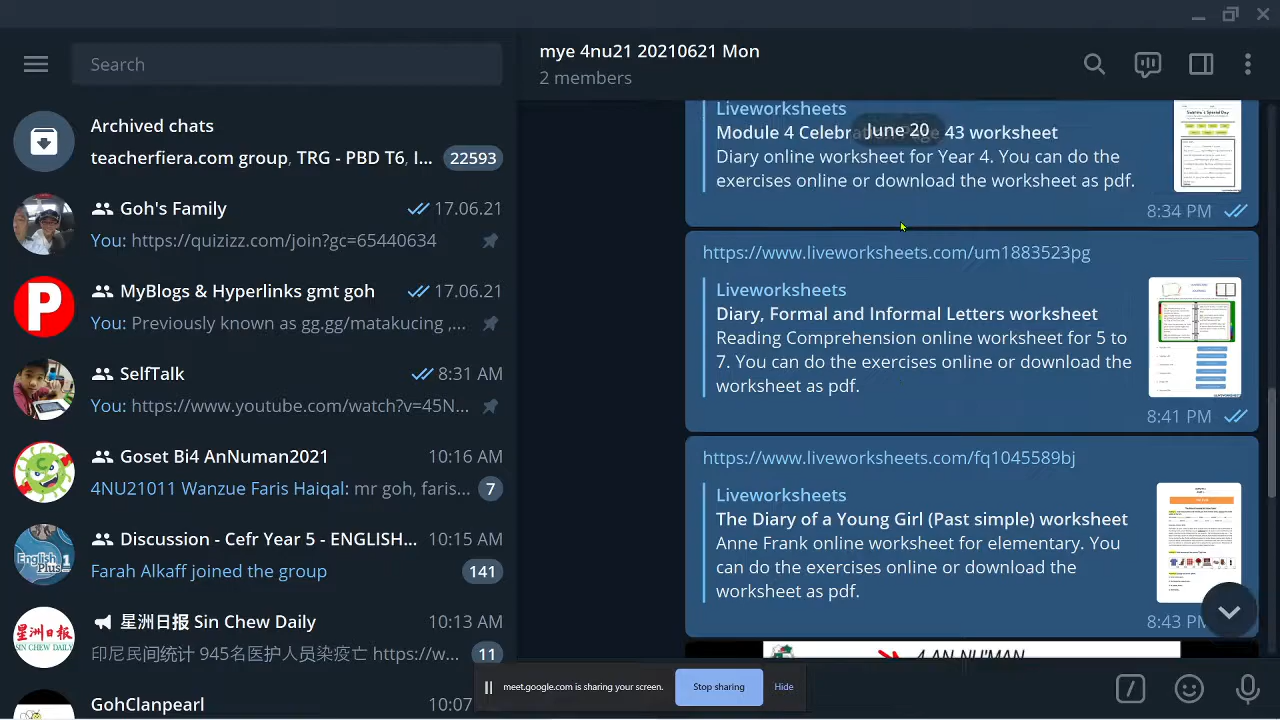 Search
Archived chats
teacherfiera.com group, TRG - PBD T6, I... 22595
Goh's Family 17.06.21
You: https://quizizz.com/join?gc=65440634
MyBlogs & Hyperlinks gmt goh 17.06.21
You: Previously known as gg.gg/matakucing ,...
SelfTalk 8:31 AM
You: https://www.youtube.com/watch?v=45N...
Goset Bi4 AnNuman2021 10:16 AM
4NU21011 Wanzue Faris Haiqal: mr goh, faris... 7
Discussion - Cefr Year 5 - ENGLISH...
Farah Alkaff joined the group 14
星洲日报 Sin Chew Daily 10:13 AM
印尼民间统计 945名医护人员染疫亡 https://w... 11
GohClanpearl 10:07
mye 4nu21 20210621 Mon
2 members
June 20
Liveworksheets
Module 4 43 worksheet
Diary online worksheet for Year 4. You can do the
exercises online or download the worksheet as pdf.
8:34 PM
https://www.liveworksheets.com/um1883523pg
Liveworksheets
Diary, Formal and Informal Letters worksheet
Reading Comprehension online worksheet for 5 to
7. You can do the exercises online or download the
worksheet as pdf.
8:41 PM
https://www.liveworksheets.com/fq1045589bj
Liveworksheets
The Diary of a Young Girl (Past simple) worksheet
Ann Frank online worksheet for elementary. You
can do the exercises online or download the
worksheet as pdf.
8:43
4 AN NU'MAN
meet.google.com is sharing your screen.
Stop sharing
Hide